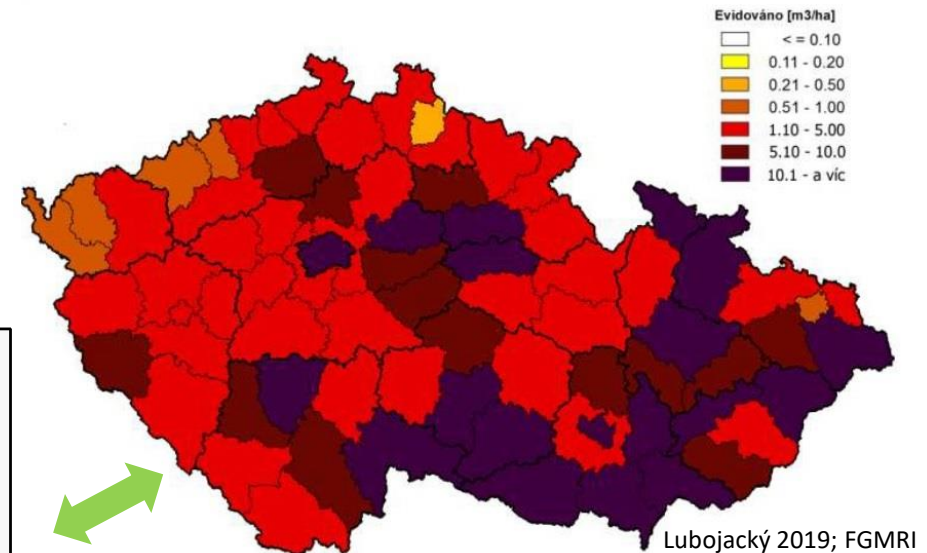 Evidováno [m3/ha]
< = 0.10
0.11 - 0.20
0.21 - 0.50
0.51 - 1.00
1.10 - 5.00
5.10 - 10.0
10.1 - a víc
Lubojacký 2019; FGMRI